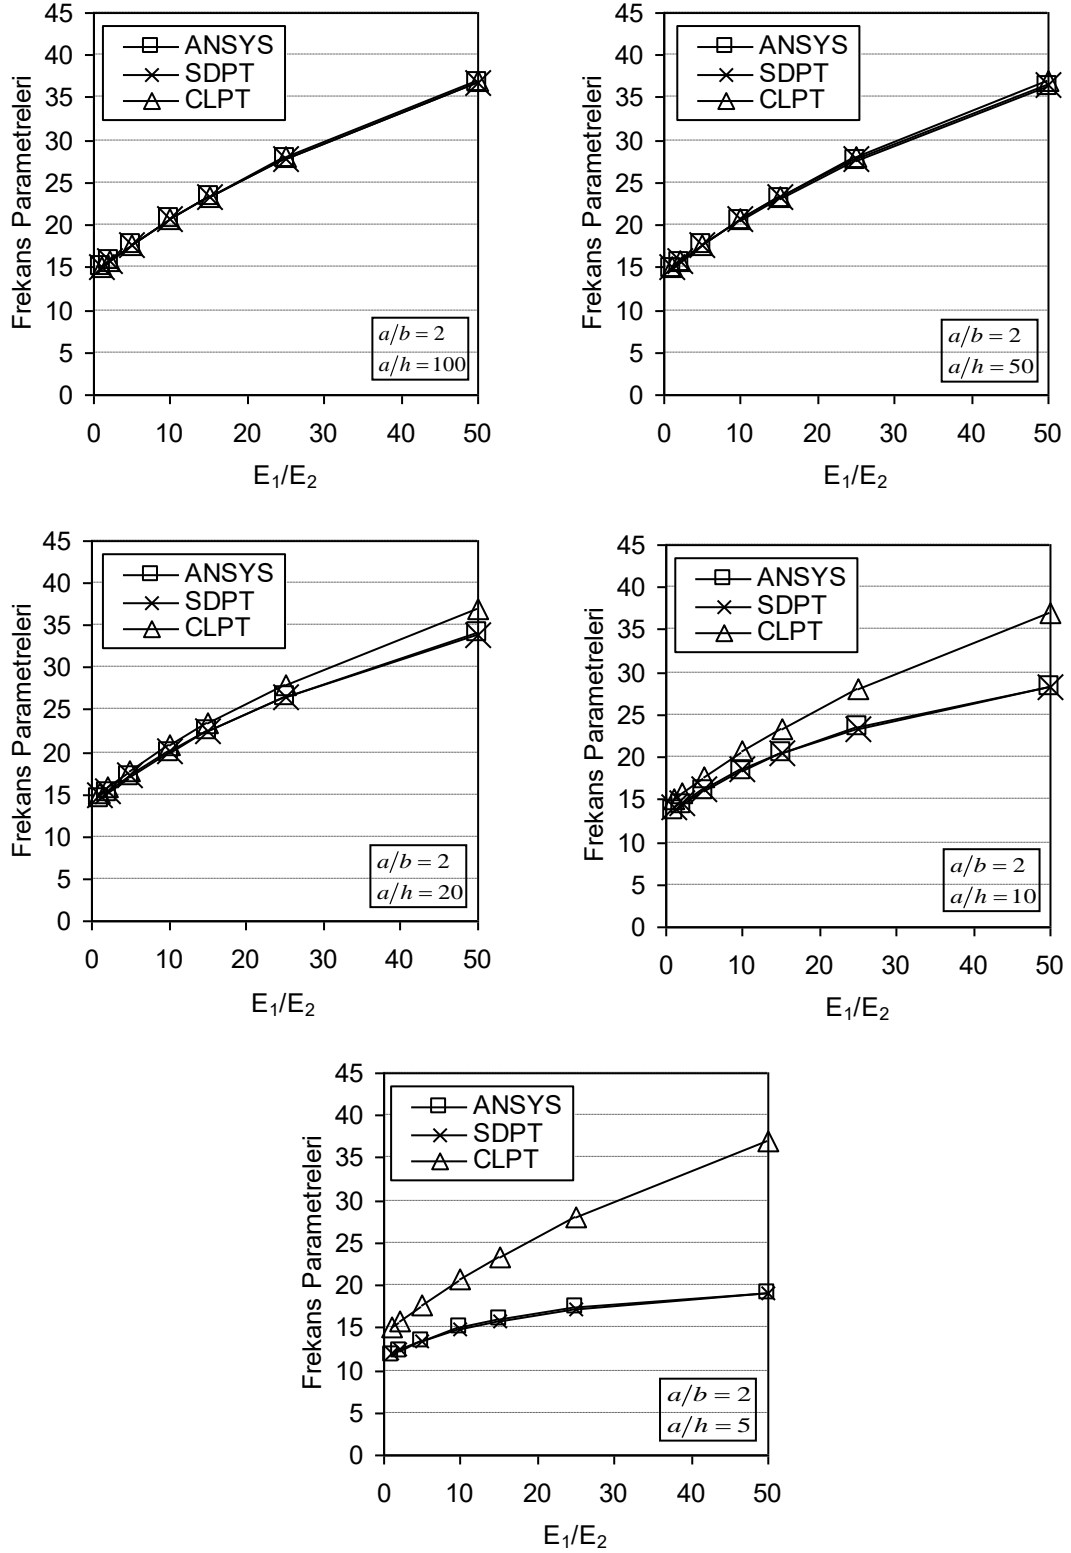 45
40
35
30
25
20
15
10
5
0
Frekans Parametreleri
ANSYS
SDPT
CLPT
a/b = 2
a/h = 100
0 10 20 30 40 50
E₁/E₂
45
40
35
30
25
20
15
10
5
0
Frekans Parametreleri
ANSYS
SDPT
CLPT
a/b = 2
a/h = 50
0 10 20 30 40 50
E₁/E₂
45
40
35
30
25
20
15
10
5
0
Frekans Parametreleri
ANSYS
SDPT
CLPT
a/b = 2
a/h = 20
0 10 20 30 40 50
E₁/E₂
45
40
35
30
25
20
15
10
5
0
Frekans Parametreleri
ANSYS
SDPT
CLPT
a/b = 2
a/h = 10
0 10 20 30 40 50
E₁/E₂
45
40
35
30
25
20
15
10
5
0
Frekans Parametreleri
ANSYS
SDPT
CLPT
a/b = 2
a/h = 5
0 10 20 30 40 50
E₁/E₂